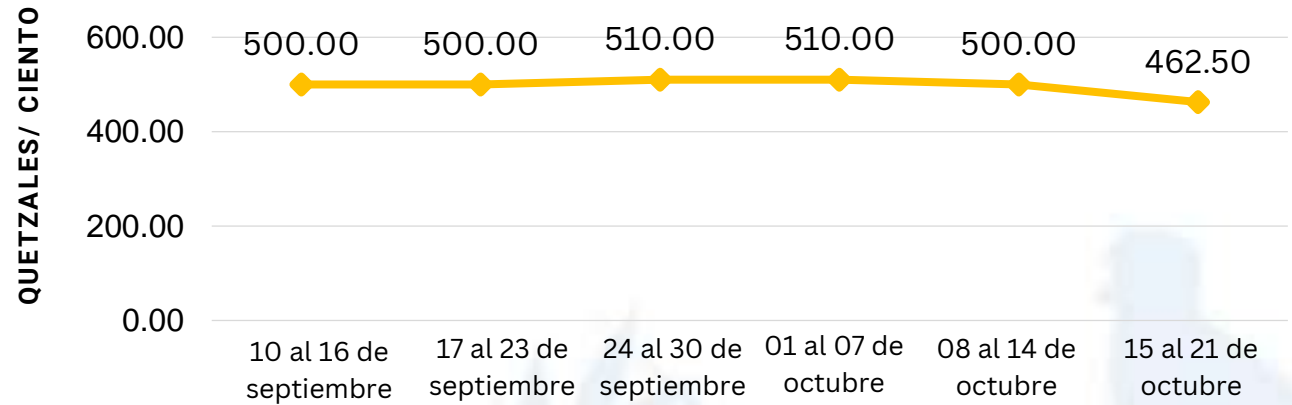 QUETZALES/ CIENTO
600.00
400.00
200.00
0.00
500.00 500.00 510.00 510.00 500.00 462.50
10 al 16 de
septiembre
17 al 23 de
septiembre
24 al 30 de
septiembre
01 al 07 de
octubre
08 al 14 de
octubre
15 al 21 de
octubre